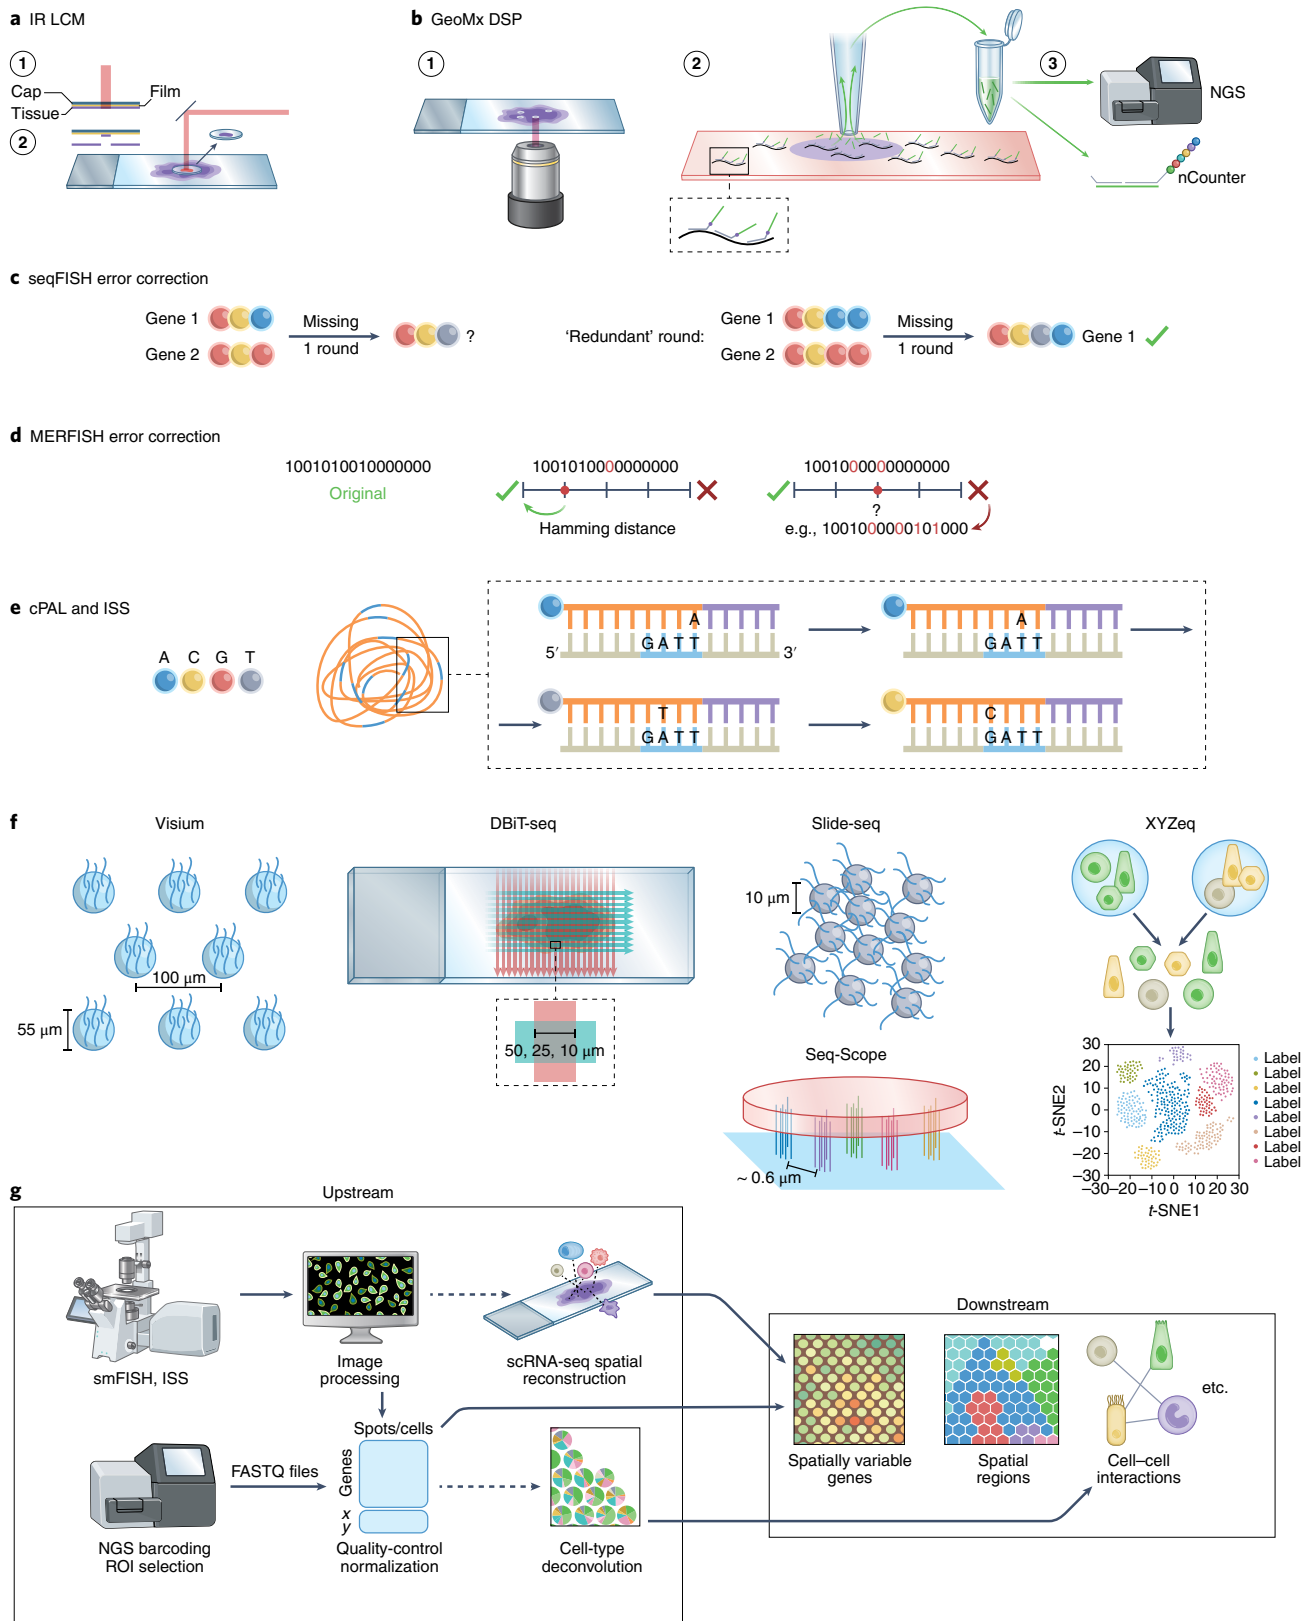 a IR LCM
1
Cap
Film
Tissue
2
b GeoMx DSP
1
2
3
NGS
nCounter
c seqFISH error correction
Gene 1
Gene 2
Missing
1 round
?
'Redundant' round:
Gene 1
Gene 2
Missing
1 round
Gene 1
d MERFISH error correction
1001010010000000
Original
1001010000000000
Hamming distance
1001000000000000
?
e.g., 1001000000101000
e cPAL and ISS
A C G T
A
GATT
5′
3′
A
GATT
T
GATT
C
GATT
f
Visium
100 μm
55 μm
DBiT-seq
50, 25, 10 μm
Slide-seq
10 μm
Seq-Scope
~ 0.6 μm
XYZeq
30
20
10
0
–10
–20
–30
t-SNE2
–30 –20 –10 0 10 20 30
t-SNE1
Label
Label
Label
Label
Label
Label
Label
Label
g
Upstream
smFISH, ISS
Image
processing
scRNA-seq spatial
reconstruction
NGS barcoding
ROI selection
FASTQ files
Spots/cells
Genes
x
y
Quality-control
normalization
Cell-type
deconvolution
Downstream
Spatially variable
genes
Spatial
regions
Cell–cell
interactions
etc.